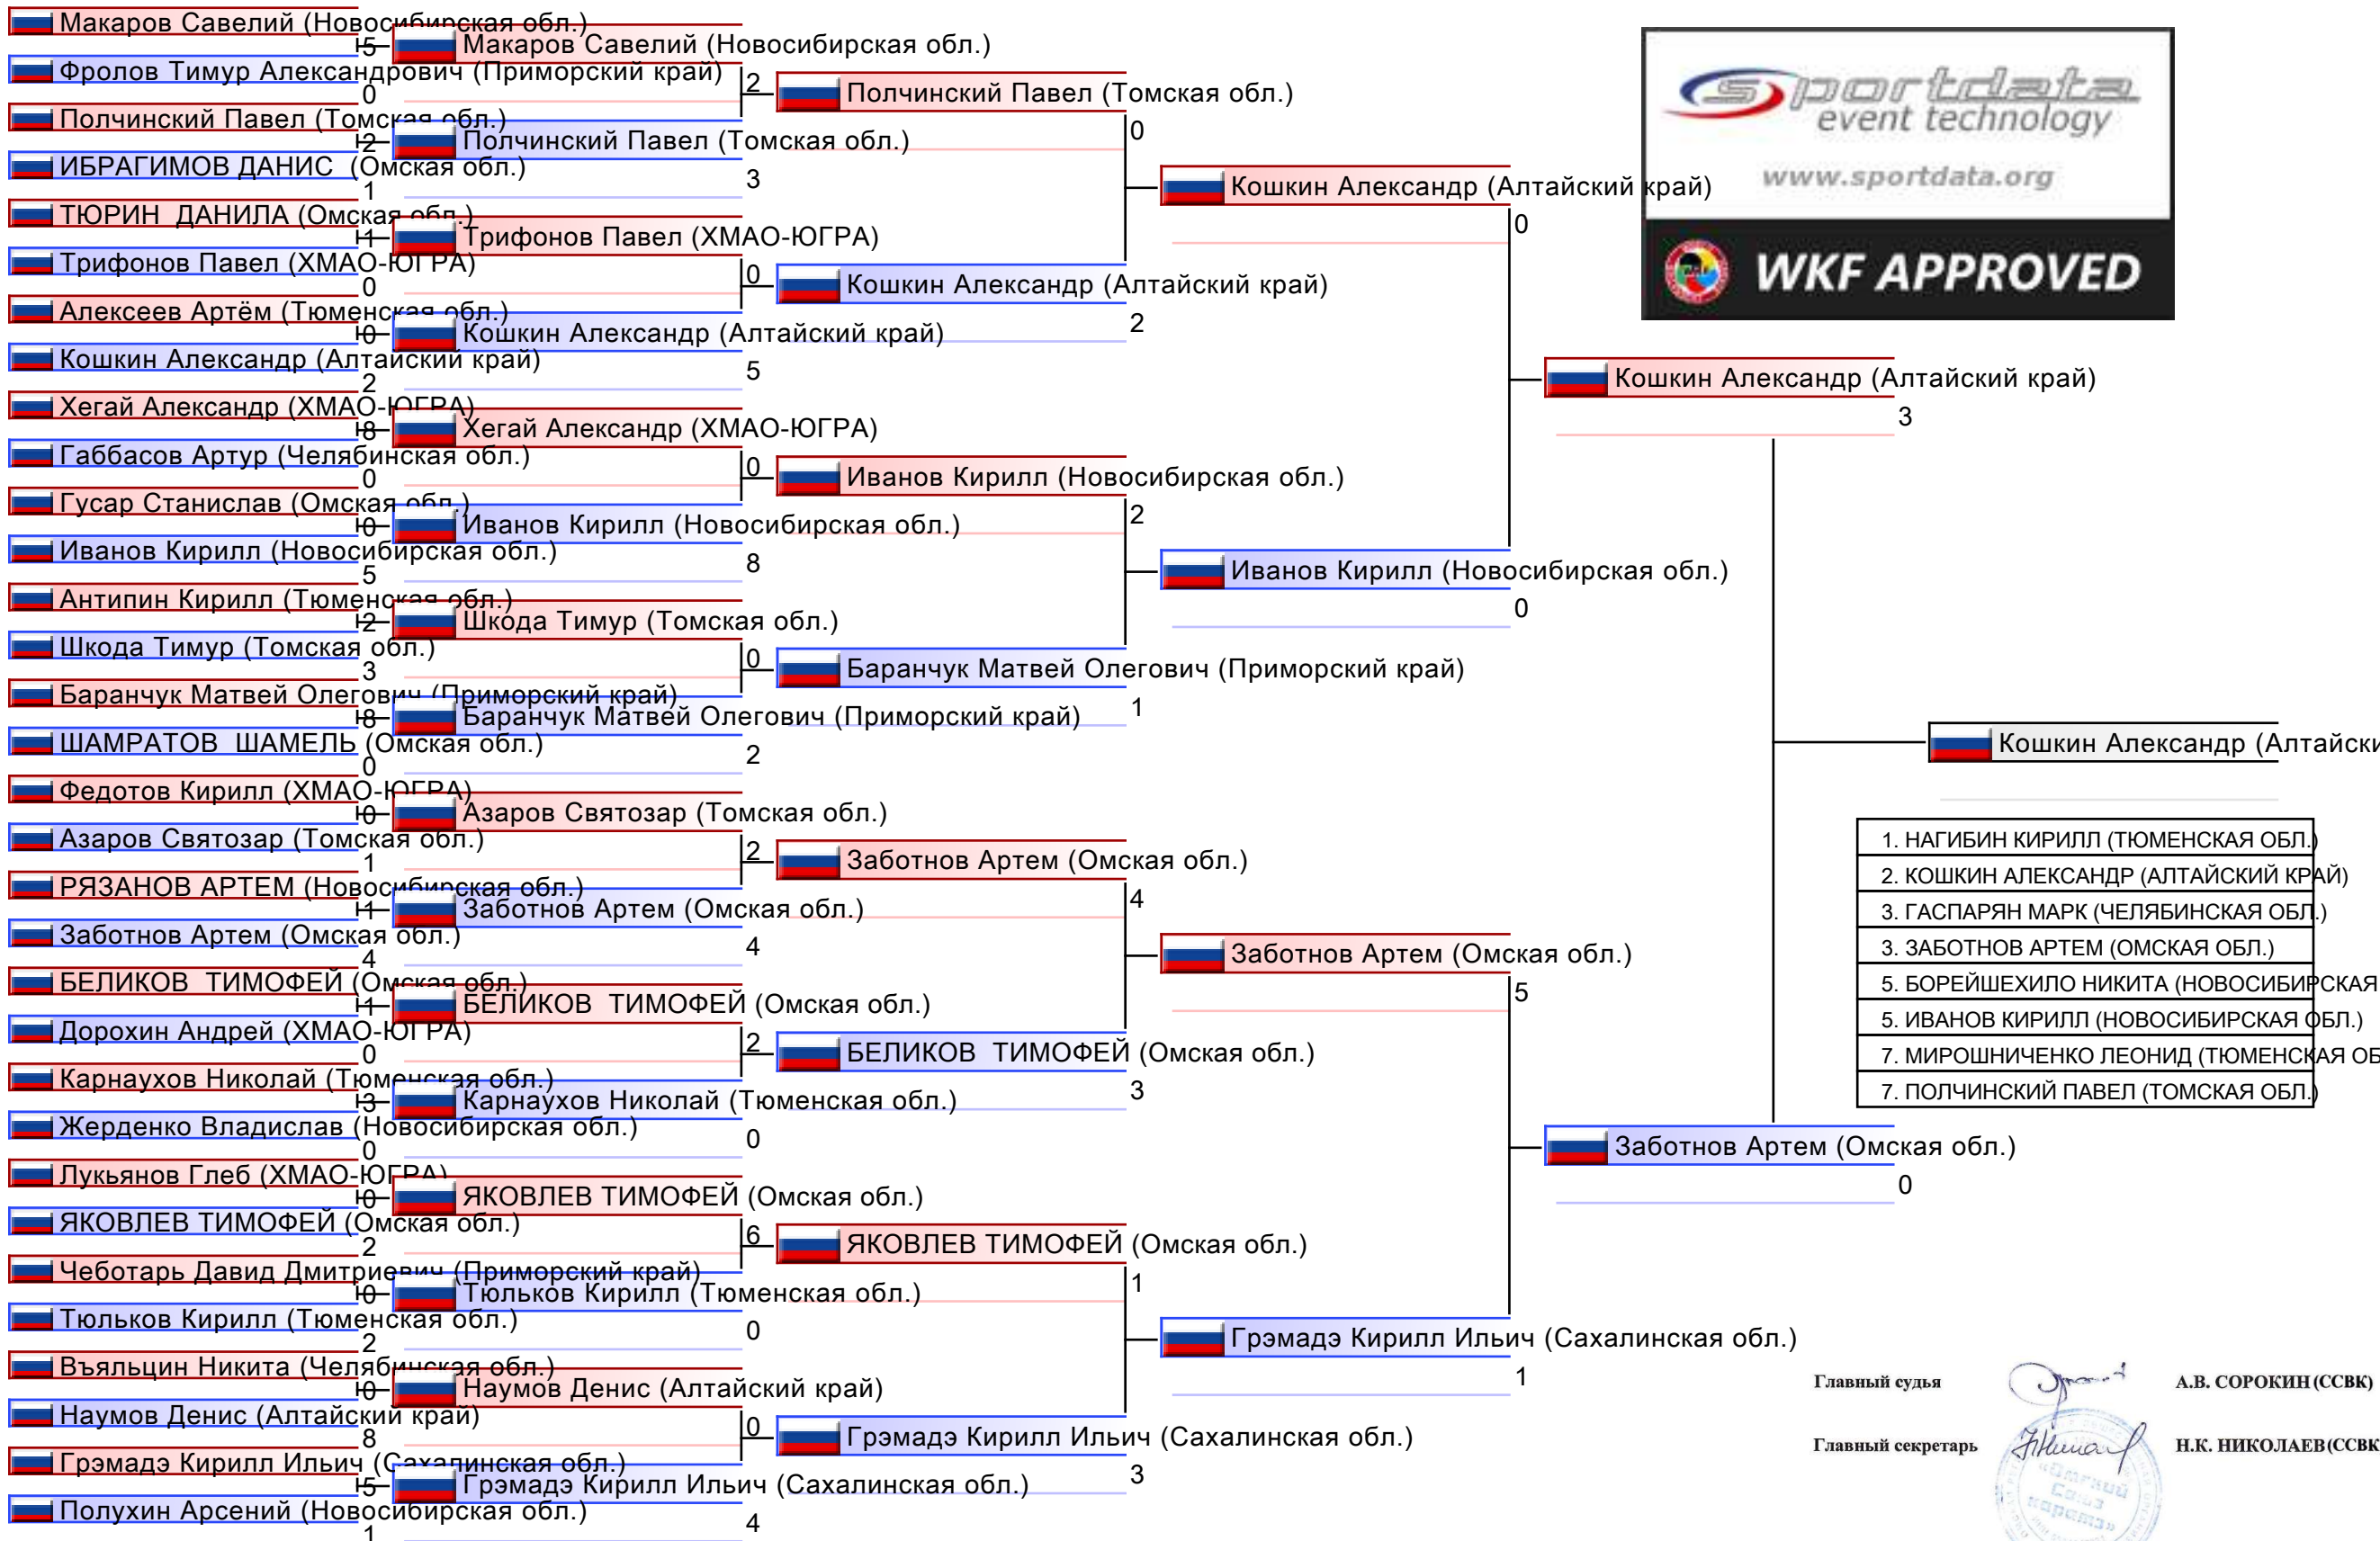 Макаров Савелий (Новосибирская обл.)
5
Фролов Тимур Александрович (Приморский край)
0
Полчинский Павел (Томская обл.)
2
ИБРАГИМОВ ДАНИС (Омская обл.)
1
ТЮРИН ДАНИЛА (Омская обл.)
1
Трифонов Павел (ХМАО-ЮГРА)
0
Алексеев Артём (Тюменская обл.)
0
Кошкин Александр (Алтайский край)
2
Хегай Александр (ХМАО-ЮГРА)
8
Габбасов Артур (Челябинская обл.)
0
Гусар Станислав (Омская обл.)
0
Иванов Кирилл (Новосибирская обл.)
5
Антипин Кирилл (Тюменская обл.)
2
Шкода Тимур (Томская обл.)
3
Баранчук Матвей Олегович (Приморский край)
8
ШАМРАТОВ ШАМЕЛЬ (Омская обл.)
0
Федотов Кирилл (ХМАО-ЮГРА)
0
Азаров Святозар (Томская обл.)
1
РЯЗАНОВ АРТЕМ (Новосибирская обл.)
1
Заботнов Артем (Омская обл.)
4
БЕЛИКОВ ТИМОФЕЙ (Омская обл.)
1
Дорохин Андрей (ХМАО-ЮГРА)
0
Карнаухов Николай (Тюменская обл.)
3
Жерденко Владислав (Новосибирская обл.)
0
Лукьянов Глеб (ХМАО-ЮГРА)
0
ЯКОВЛЕВ ТИМОФЕЙ (Омская обл.)
2
Чеботарь Давид Дмитриевич (Приморский край)
0
Тюльков Кирилл (Тюменская обл.)
2
Въяльцин Никита (Челябинская обл.)
0
Наумов Денис (Алтайский край)
8
Грэмадэ Кирилл Ильич (Сахалинская обл.)
5
Полухин Арсений (Новосибирская обл.)
1
Макаров Савелий (Новосибирская обл.)
2
Полчинский Павел (Томская обл.)
3
Трифонов Павел (ХМАО-ЮГРА)
0
Кошкин Александр (Алтайский край)
5
Хегай Александр (ХМАО-ЮГРА)
0
Иванов Кирилл (Новосибирская обл.)
8
Шкода Тимур (Томская обл.)
0
Баранчук Матвей Олегович (Приморский край)
2
Азаров Святозар (Томская обл.)
2
Заботнов Артем (Омская обл.)
4
БЕЛИКОВ ТИМОФЕЙ (Омская обл.)
2
Карнаухов Николай (Тюменская обл.)
0
ЯКОВЛЕВ ТИМОФЕЙ (Омская обл.)
6
Тюльков Кирилл (Тюменская обл.)
0
Наумов Денис (Алтайский край)
0
Грэмадэ Кирилл Ильич (Сахалинская обл.)
4
Полчинский Павел (Томская обл.)
0
Кошкин Александр (Алтайский край)
2
Иванов Кирилл (Новосибирская обл.)
2
Баранчук Матвей Олегович (Приморский край)
1
Заботнов Артем (Омская обл.)
4
БЕЛИКОВ ТИМОФЕЙ (Омская обл.)
3
ЯКОВЛЕВ ТИМОФЕЙ (Омская обл.)
1
Грэмадэ Кирилл Ильич (Сахалинская обл.)
3
Кошкин Александр (Алтайский край)
0
Иванов Кирилл (Новосибирская обл.)
0
Заботнов Артем (Омская обл.)
5
Грэмадэ Кирилл Ильич (Сахалинская обл.)
1
Кошкин Александр (Алтайский край)
3
Заботнов Артем (Омская обл.)
0
Кошкин Александр (Алтайски
sportdata
event technology
www.sportdata.org
WKF APPROVED
1. НАГИБИН КИРИЛЛ (ТЮМЕНСКАЯ ОБЛ.)
2. КОШКИН АЛЕКСАНДР (АЛТАЙСКИЙ КРАЙ)
3. ГАСПАРЯН МАРК (ЧЕЛЯБИНСКАЯ ОБЛ.)
3. ЗАБОТНОВ АРТЕМ (ОМСКАЯ ОБЛ.)
5. БОРЕЙШЕХИЛО НИКИТА (НОВОСИБИРСКАЯ
5. ИВАНОВ КИРИЛЛ (НОВОСИБИРСКАЯ ОБЛ.)
7. МИРОШНИЧЕНКО ЛЕОНИД (ТЮМЕНСКАЯ ОБ
7. ПОЛЧИНСКИЙ ПАВЕЛ (ТОМСКАЯ ОБЛ.)
Главный судья А.В. СОРОКИН (ССВК)
Главный секретарь Н.К. НИКОЛАЕВ (ССВК
«Омский
Союз
каратэ»